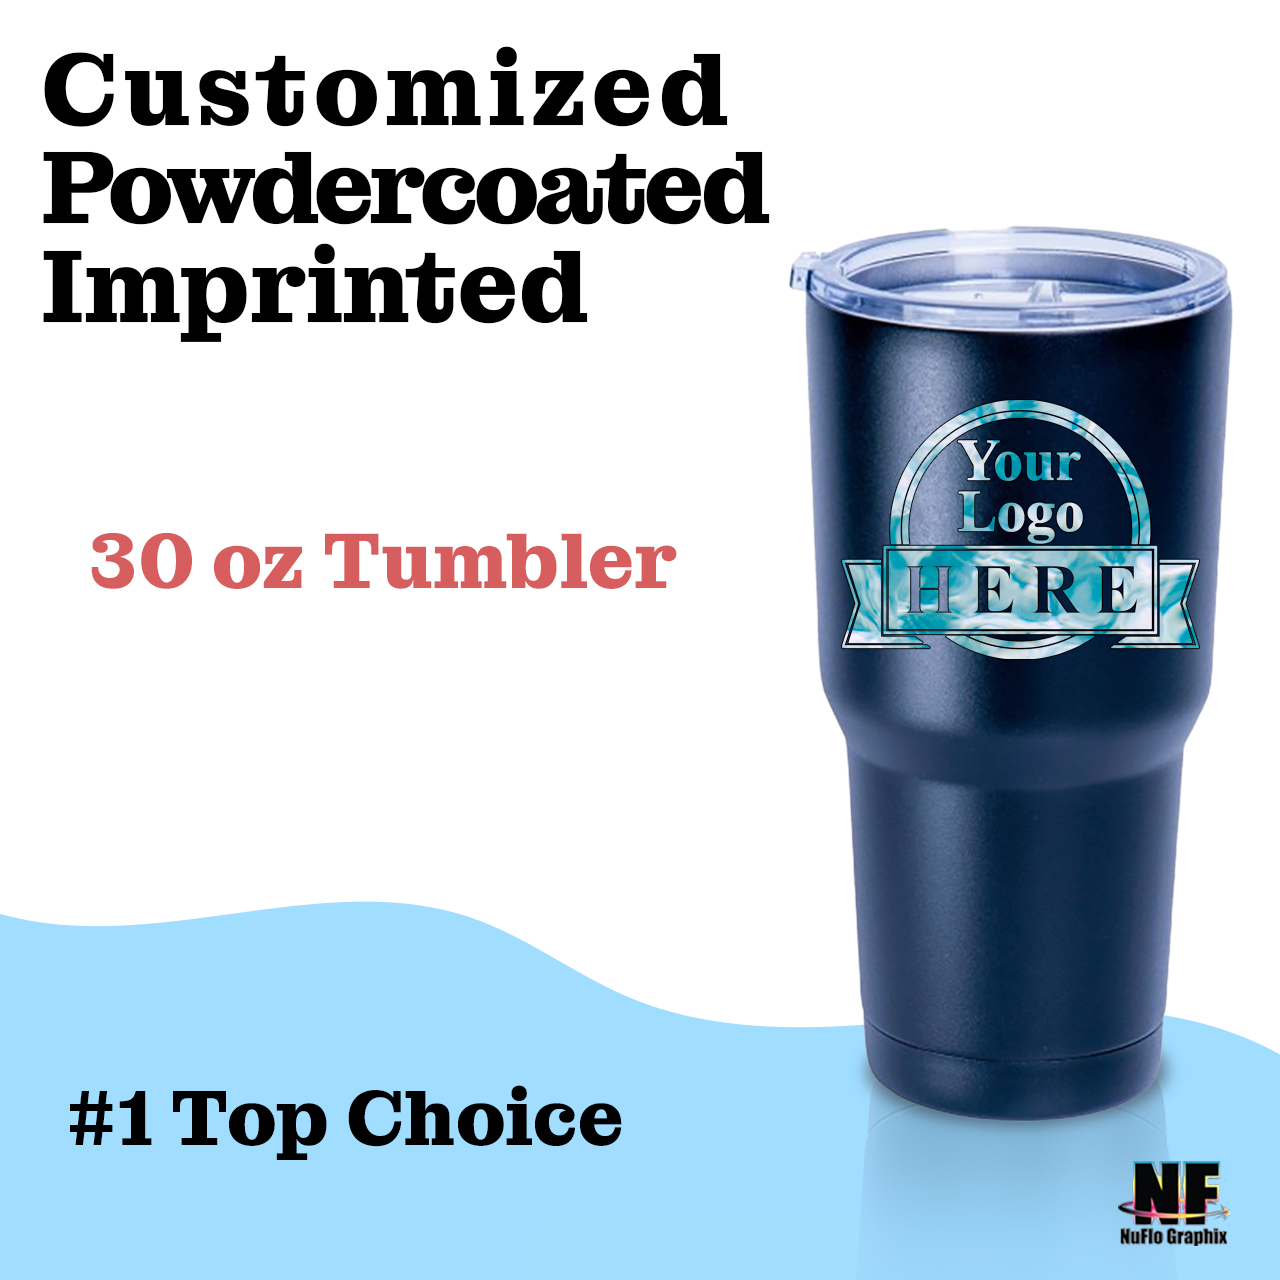 Customized
Powdercoated
Imprinted
Your
Logo
HERE
30 oz Tumbler
#1 Top Choice
NF
NuFlo Graphix